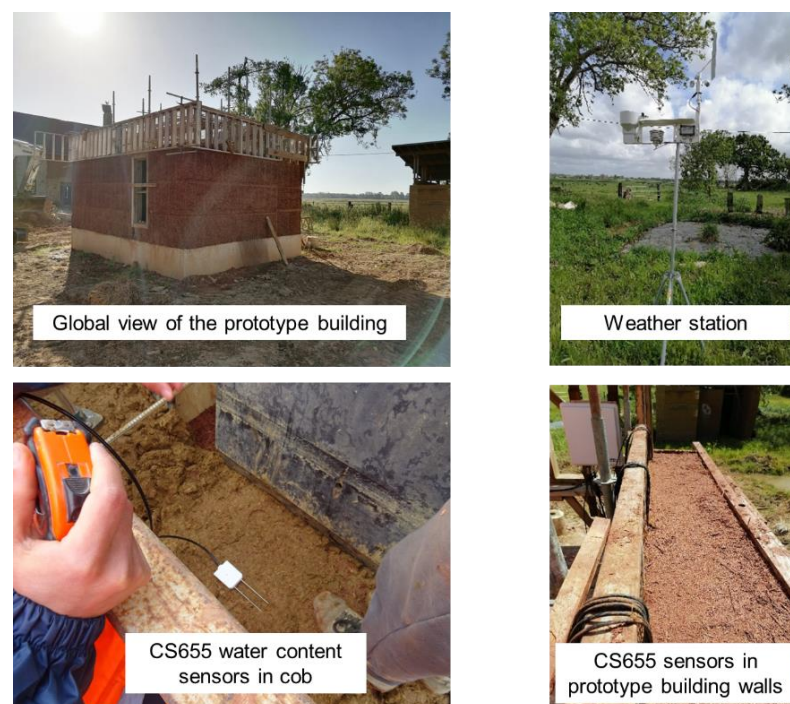 Global view of the prototype building
Weather station
CS655 water content
sensors in cob
CS655 sensors in
prototype building walls